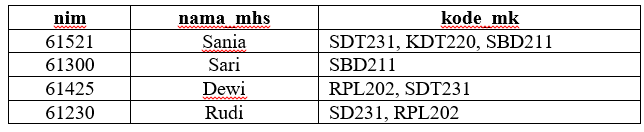 nim nama_mhs kode_mk
61521 Sania SDT231, KDT220, SBD211
61300 Sari SBD211
61425 Dewi RPL202, SDT231
61230 Rudi SD231, RPL202